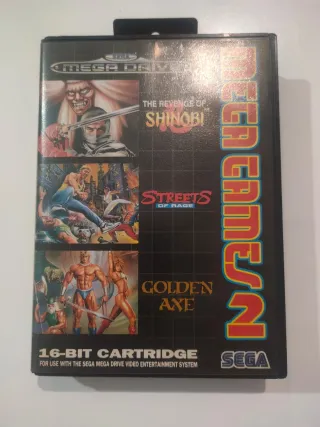 SEGA
MEGA DRIVE
MEGA GAMES 2
THE REVENGE OF
SHINOBI
STREETS
OF RAGE
GOLDEN
AXE
16-BIT CARTRIDGE
FOR USE WITH THE SEGA MEGA DRIVE VIDEO ENTERTAINMENT SYSTEM
SEGA